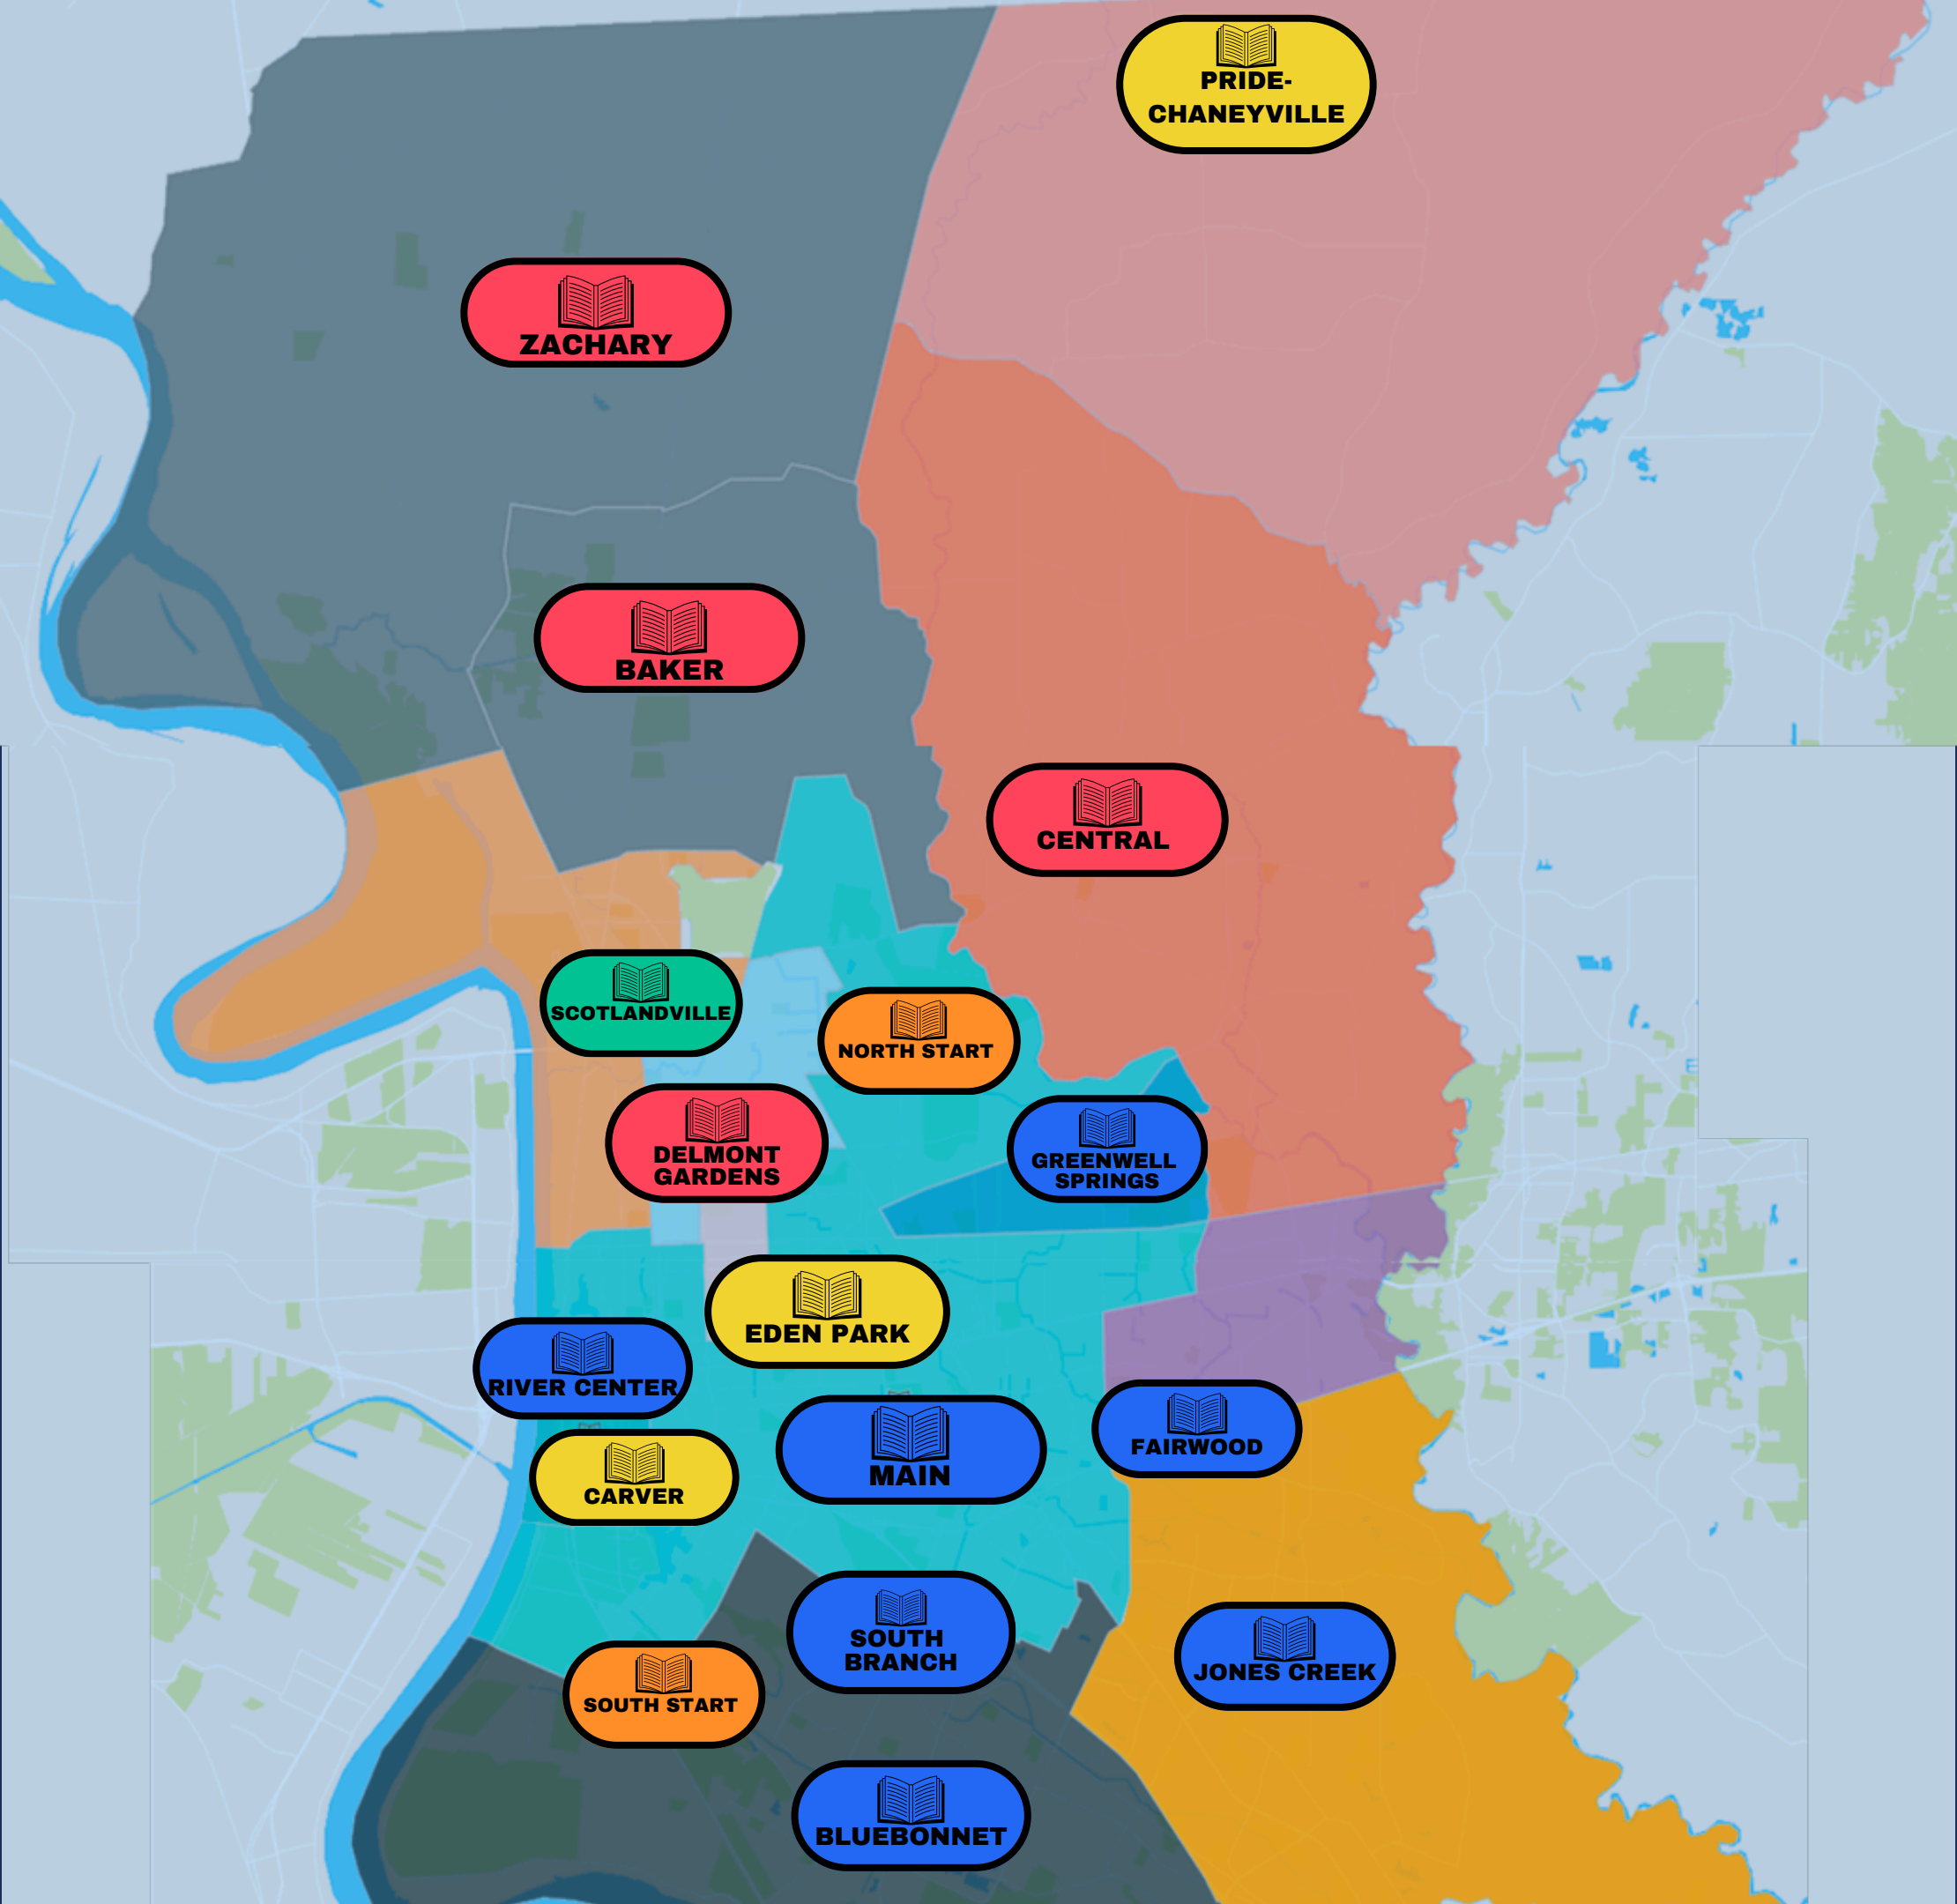 PRIDE-
CHANEYVILLE
ZACHARY
BAKER
CENTRAL
SCOTLANDVILLE
NORTH START
DELMONT
GARDENS
GREENWELL
SPRINGS
EDEN PARK
RIVER CENTER
MAIN
FAIRWOOD
CARVER
SOUTH
BRANCH
JONES CREEK
SOUTH START
BLUEBONNET